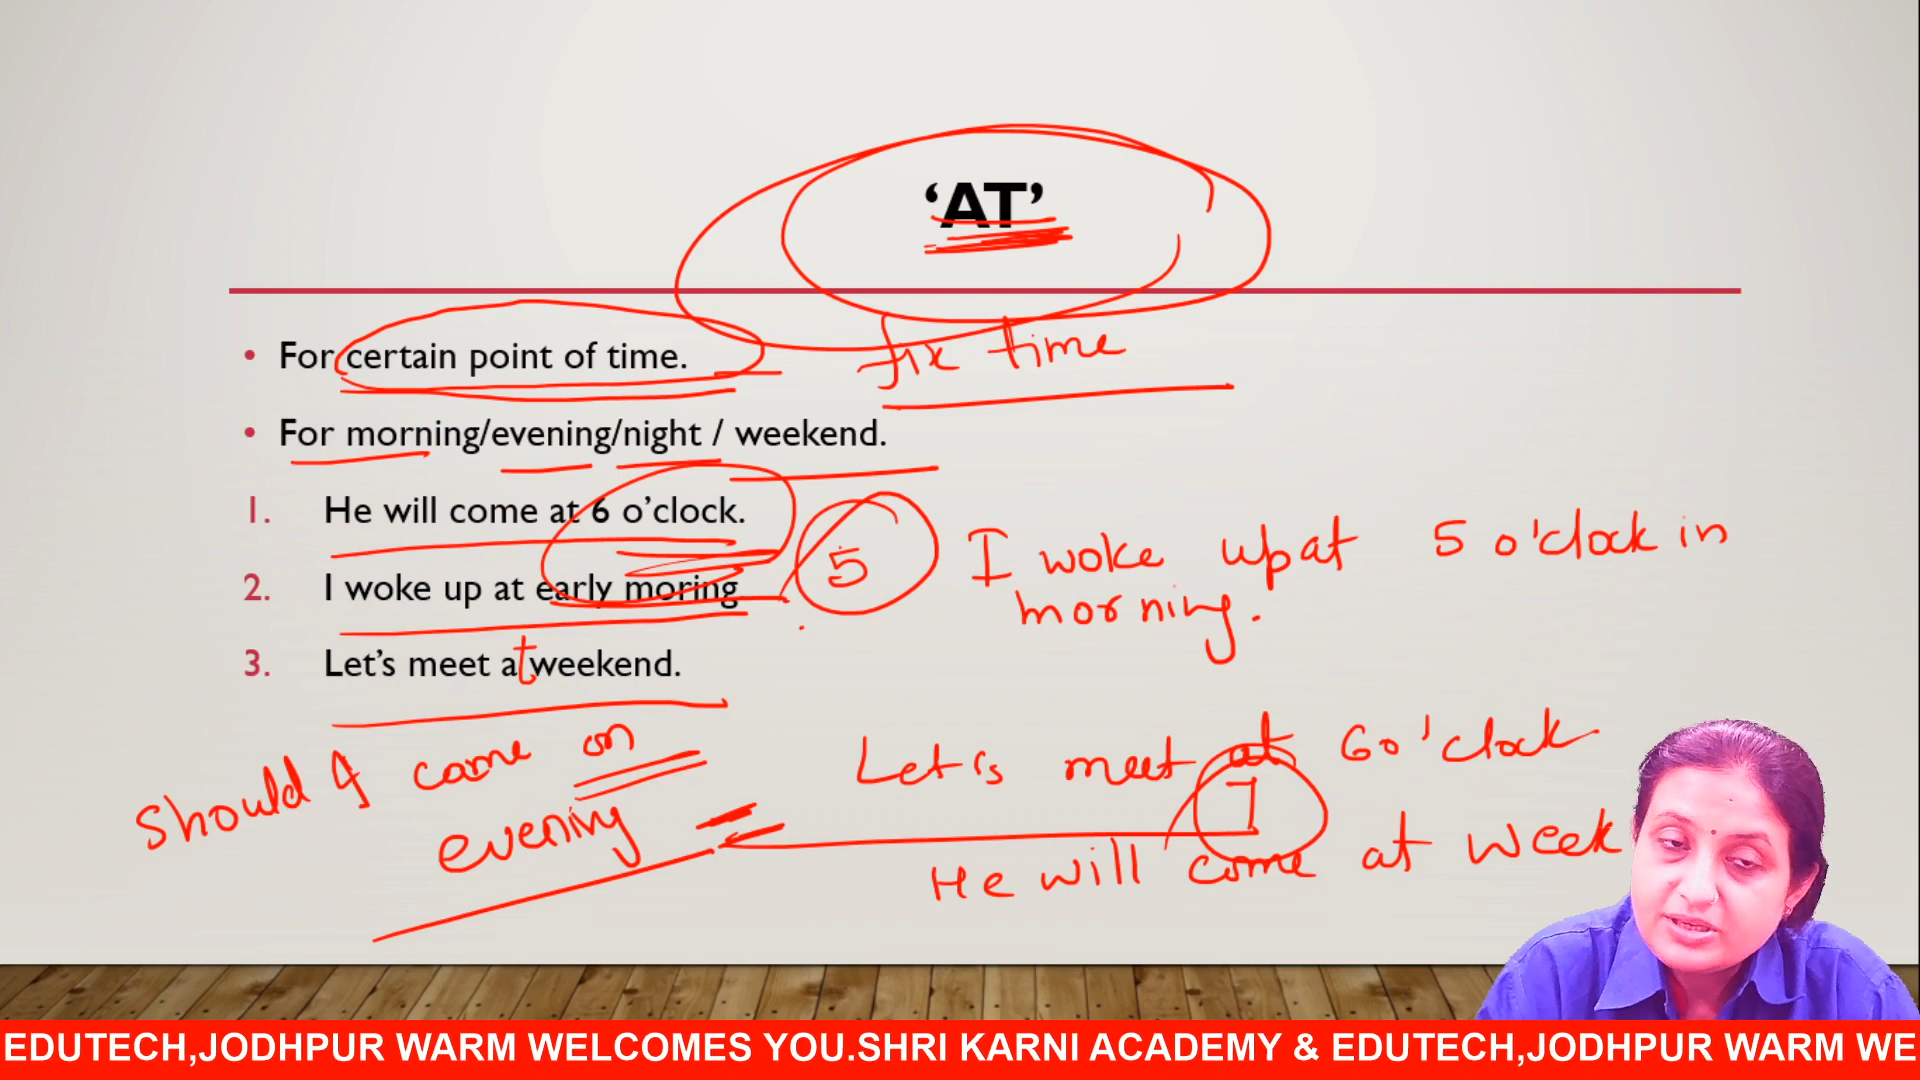 ‘AT’
• For certain point of time.
fix time
• For morning/evening/night / weekend.
1. He will come at 6 o’clock.
2. I woke up at early moring
5
I woke up at 5 o'clock in
morning.
3. Let’s meet at weekend.
Should I come on
evening
Let's meet at 6 o'clock
7
He will come at week
EDUTECH,JODHPUR WARM WELCOMES YOU.SHRI KARNI ACADEMY & EDUTECH,JODHPUR WARM WE